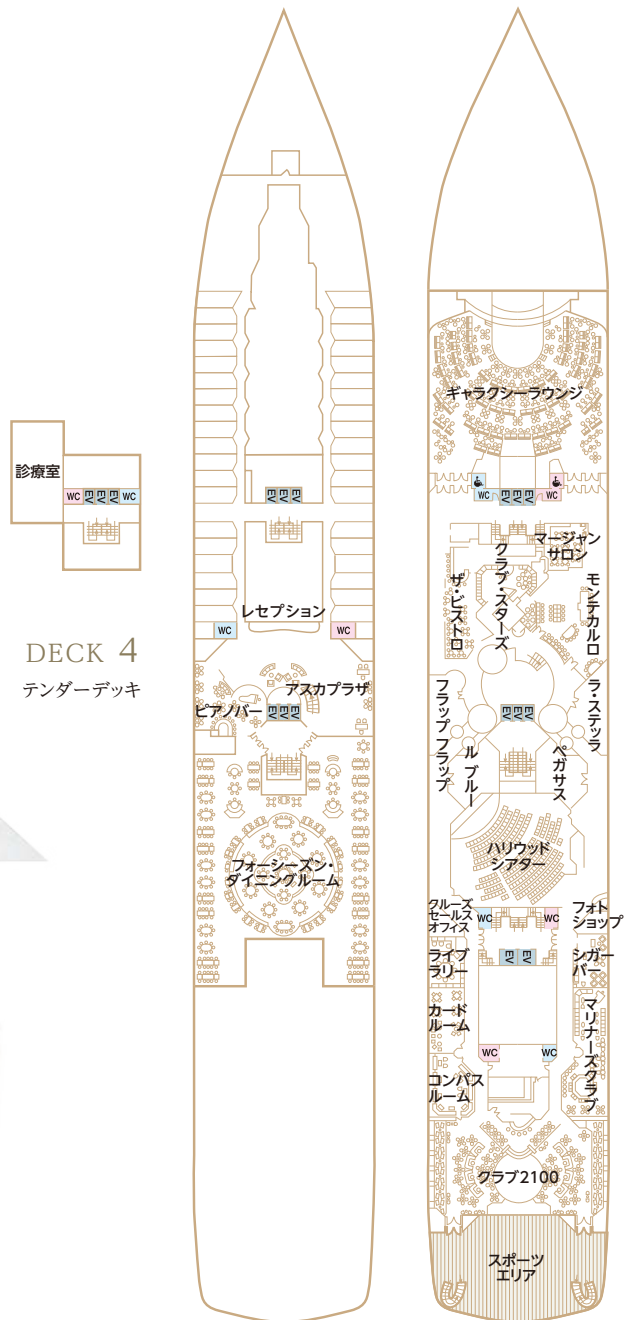 診療室
WC
EV
EV
EV
WC
DECK 4
テンダーデッキ
EV
EV
EV
レセプション
WC
WC
アスカプラザ
ピアノバー
EV
EV
EV
フォーシーズン・
ダイニングルーム
ギャラクシーラウンジ
WC
EV
EV
EV
WC
マージャン
サロン
クラブ・スターズ
ザ・ビストロ
モンテカルロ
フラップ フラップ
EV
EV
EV
ラ・ステッラ
ル ブルー
ペガサス
ハリウッド
シアター
クルーズ
セールス
オフィス
WC
WC
フォト
ショップ
ライブ
ラリー
EV
EV
シガー
バー
カード
ルーム
マリナーズクラブ
WC
WC
コンパス
ルーム
クラブ2100
スポーツ
エリア